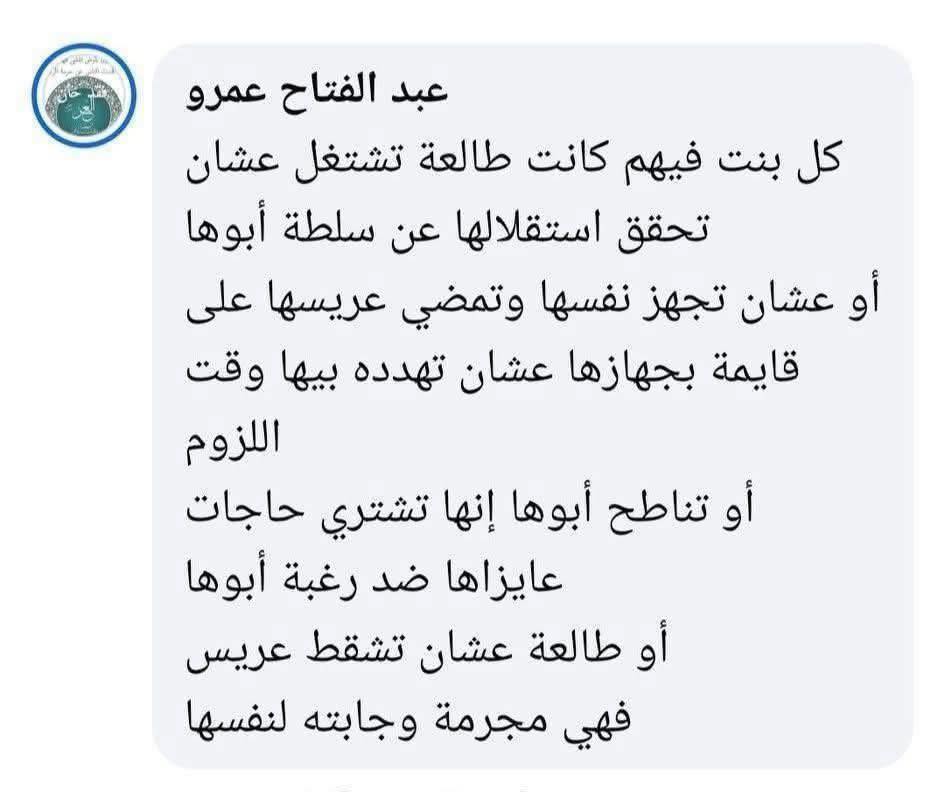 عبد الفتاح عمرو
كل بنت فيهم كانت طالعة تشتغل عشان
تحقق استقلالها عن سلطة أبوها
أو عشان تجهز نفسها وتمضي عريسها على
قايمة بجهازها عشان تهدده بيها وقت
اللزوم
أو تناطح أبوها إنها تشتري حاجات
عايزاها ضد رغبة أبوها
أو طالعة عشان تشقط عريس
فهي مجرمة وجابته لنفسها